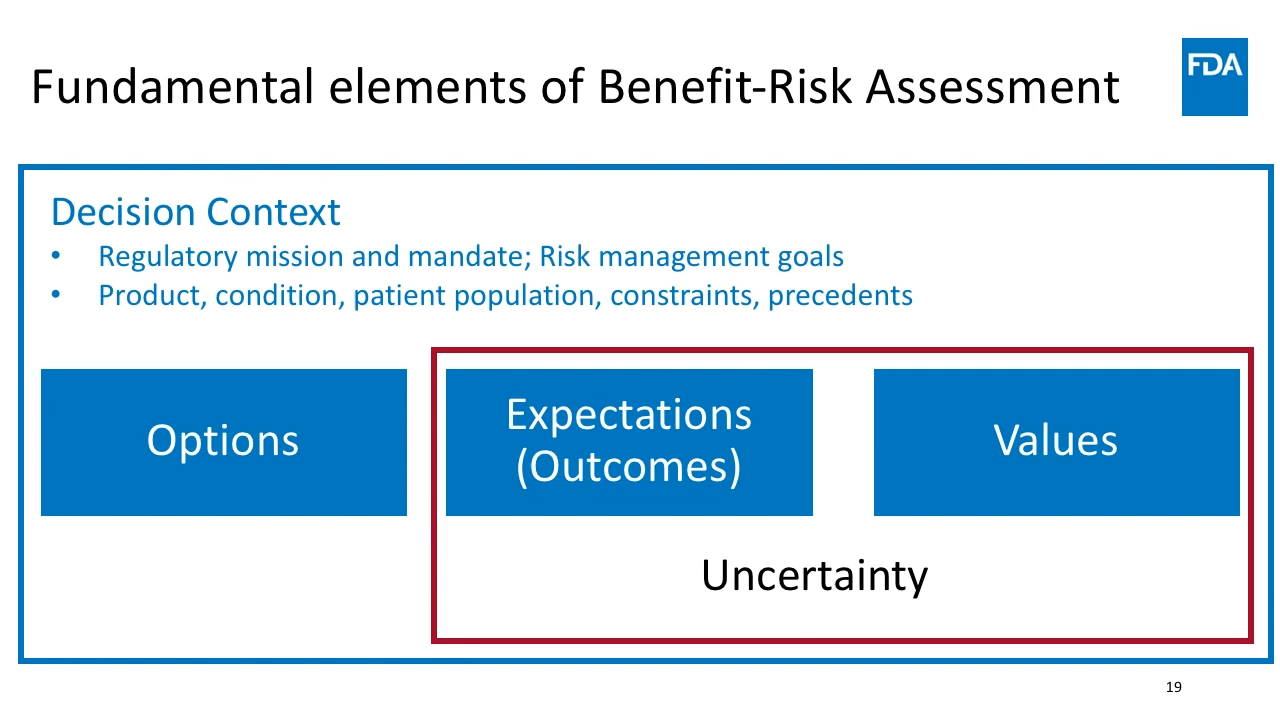 Fundamental elements of Benefit-Risk Assessment
FDA
Decision Context
• Regulatory mission and mandate; Risk management goals
• Product, condition, patient population, constraints, precedents
Options
Expectations
(Outcomes)
Values
Uncertainty
19